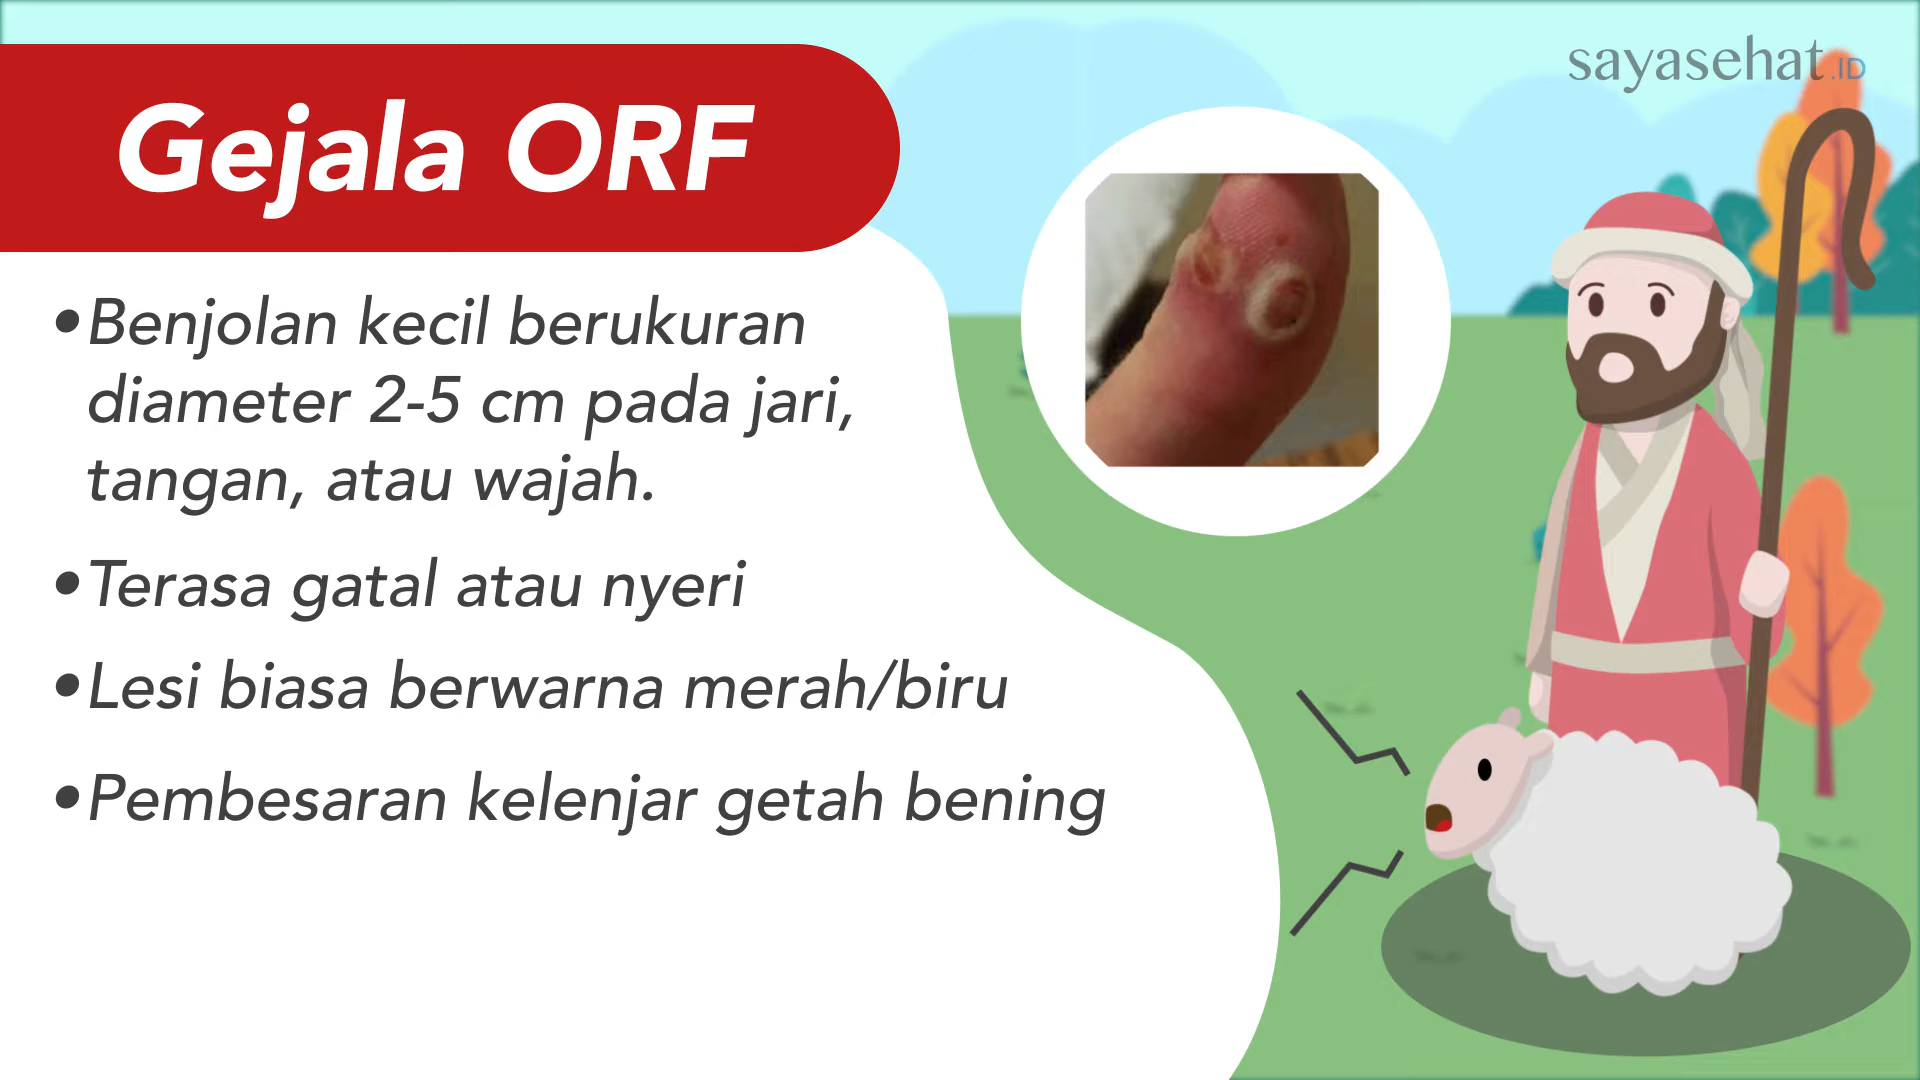 sayasehat.ID
Gejala ORF
•Benjolan kecil berukuran
diameter 2-5 cm pada jari,
tangan, atau wajah.
•Terasa gatal atau nyeri
•Lesi biasa berwarna merah/biru
•Pembesaran kelenjar getah bening